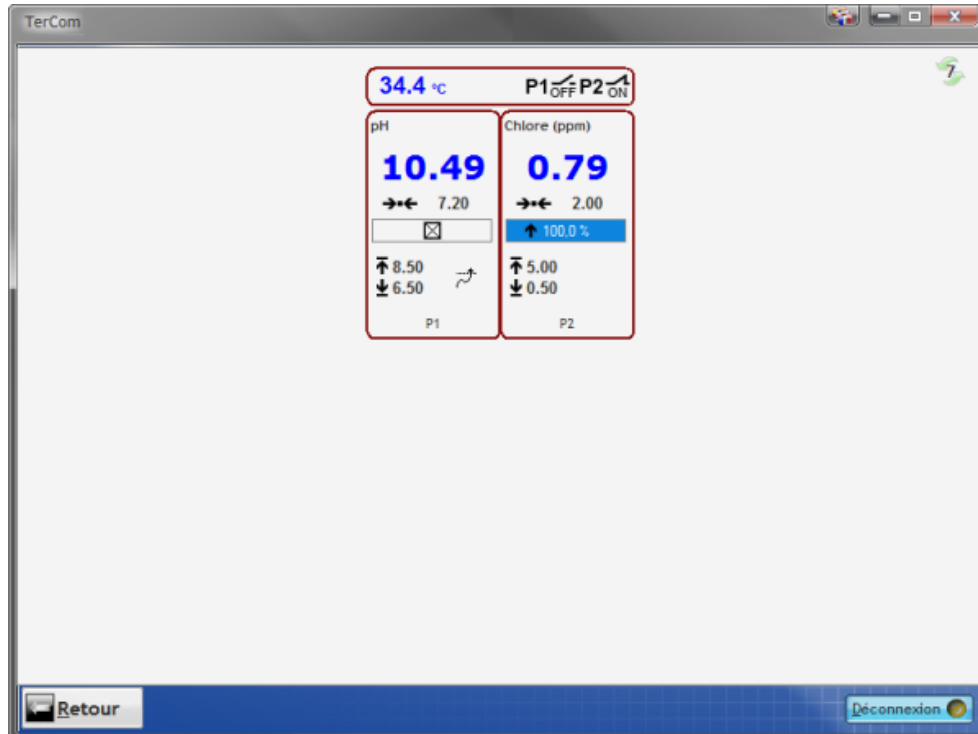 TerCom
7
34.4 °C P1 OFF P2 ON
pH
10.49
7.20
8.50
6.50
P1
Chlore (ppm)
0.79
2.00
100,0 %
5.00
0.50
P2
Retour
Déconnexion